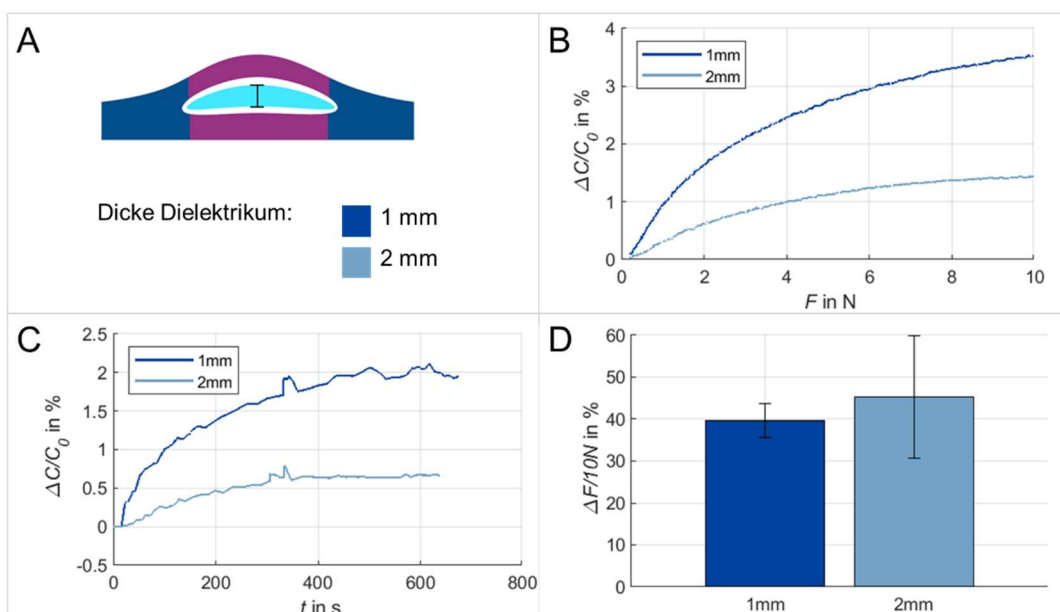 A
Dicke Dielektrikum:
1 mm
2 mm
B
4
3
2
1
0
ΔC/C0 in %
1mm
2mm
0
2
4
6
8
10
F in N
C
2.5
2
1.5
1
0.5
0
-0.5
ΔC/C0 in %
1mm
2mm
0
200
400
600
800
t in s
D
60
50
40
30
20
10
0
ΔF/10N in %
1mm
2mm